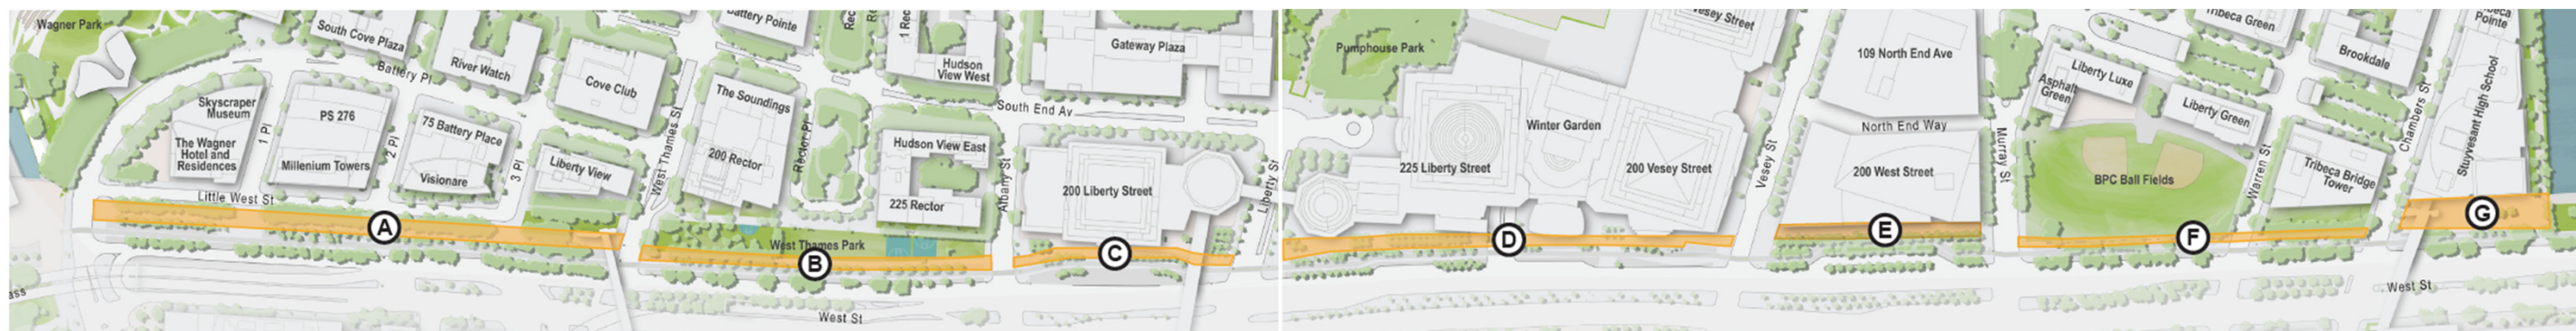 Wagner Park
South Cove Plaza
Battery Pl
River Watch
Battery Pointe
Cove Club
Skyscraper
Museum
The Wagner
Hotel and
Residences
1 Pl
PS 276
Millenium Towers
2 Pl
75 Battery Place
Visionare
3 Pl
Liberty View
Little West St
A
West Thames St
The Soundings
200 Rector
Rector Pl
Rec
1 Rec
Hudson
View West
Hudson View East
225 Rector
West Thames Park
B
West St
Gateway Plaza
South End Av
Albany St
200 Liberty Street
C
Liberty St
Pumphouse Park
225 Liberty Street
Winter Garden
200 Vesey Street
Vesey Street
D
Vesey St
109 North End Ave
North End Way
200 West Street
E
Murray St
Asphalt
Green
Liberty Luxe
Liberty Green
BPC Ball Fields
Tribeca Green
Warren St
F
Brookdale
Tribeca Bridge
Tower
Chambers St
Tribeca
Pointe
Stuyvesant High School
G
West St